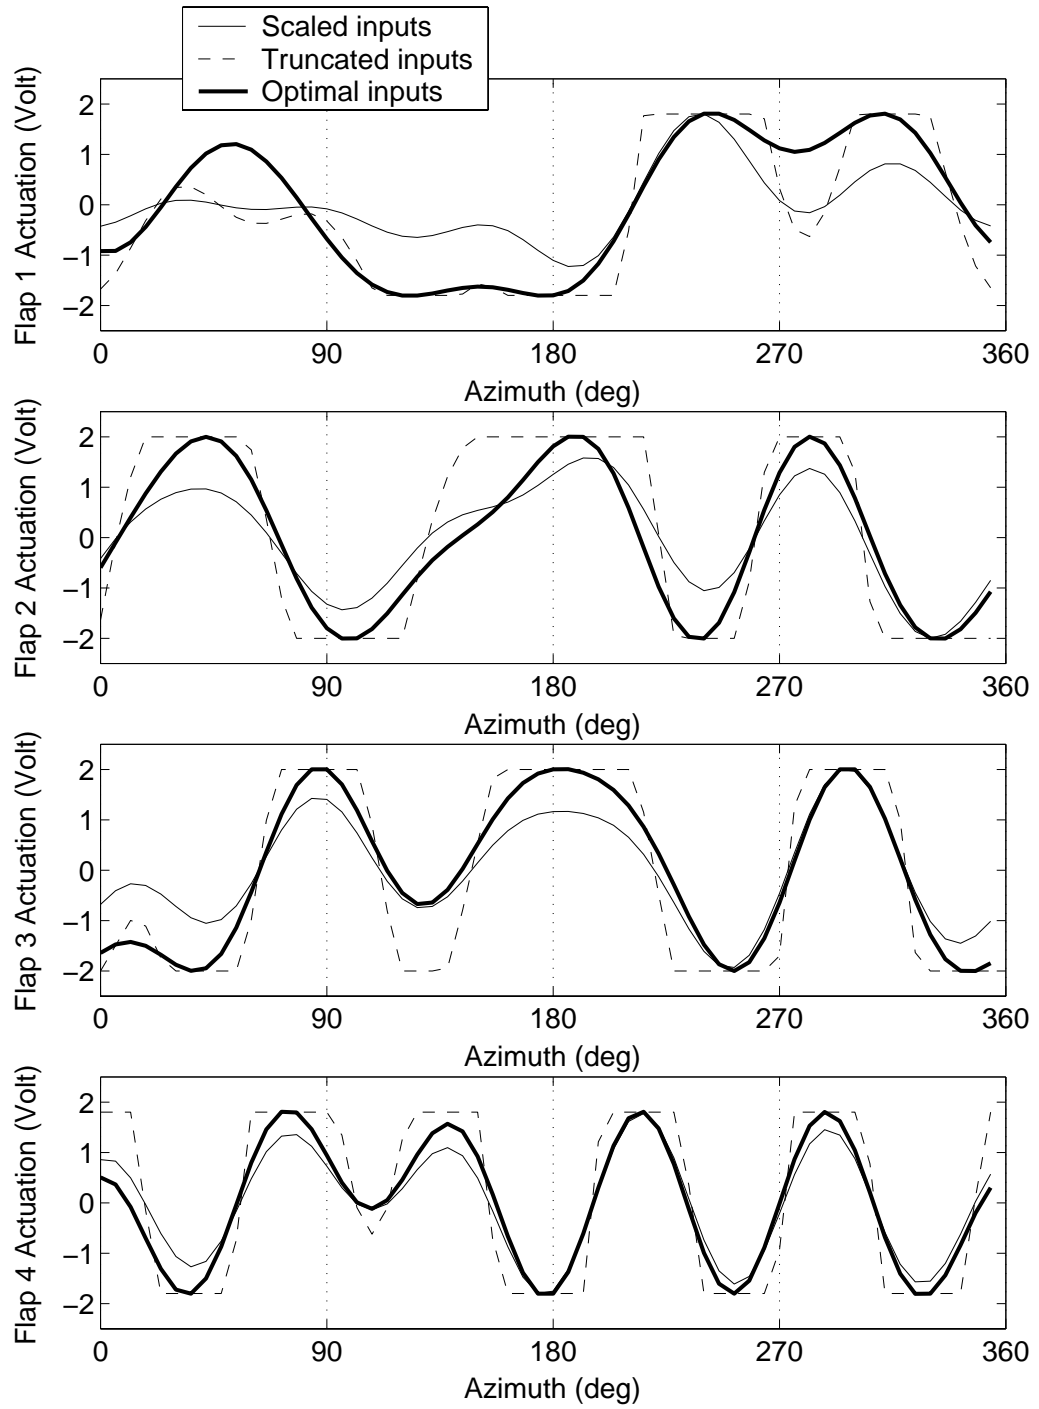 Scaled inputs
Truncated inputs
Optimal inputs
Flap 1 Actuation (Volt)
2
1
0
−1
−2
0 90 180 270 360
Azimuth (deg)
Flap 2 Actuation (Volt)
2
1
0
−1
−2
0 90 180 270 360
Azimuth (deg)
Flap 3 Actuation (Volt)
2
1
0
−1
−2
0 90 180 270 360
Azimuth (deg)
Flap 4 Actuation (Volt)
2
1
0
−1
−2
0 90 180 270 360
Azimuth (deg)